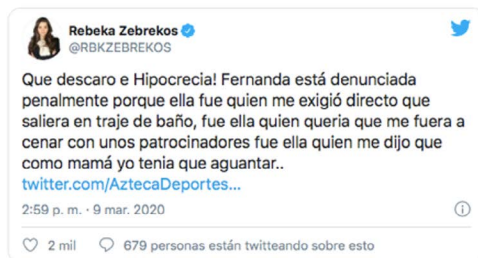 Rebeka Zebrekos
@RBKZEBREKOS
Que descaro e Hipocrecia! Fernanda está denunciada
penalmente porque ella fue quien me exigió directo que
saliera en traje de baño, fue ella quien queria que me fuera a
cenar con unos patrocinadores fue ella quien me dijo que
como mamá yo tenia que aguantar..
twitter.com/AztecaDeportes...
2:59 p. m. · 9 mar. 2020
2 mil 679 personas están twitteando sobre esto